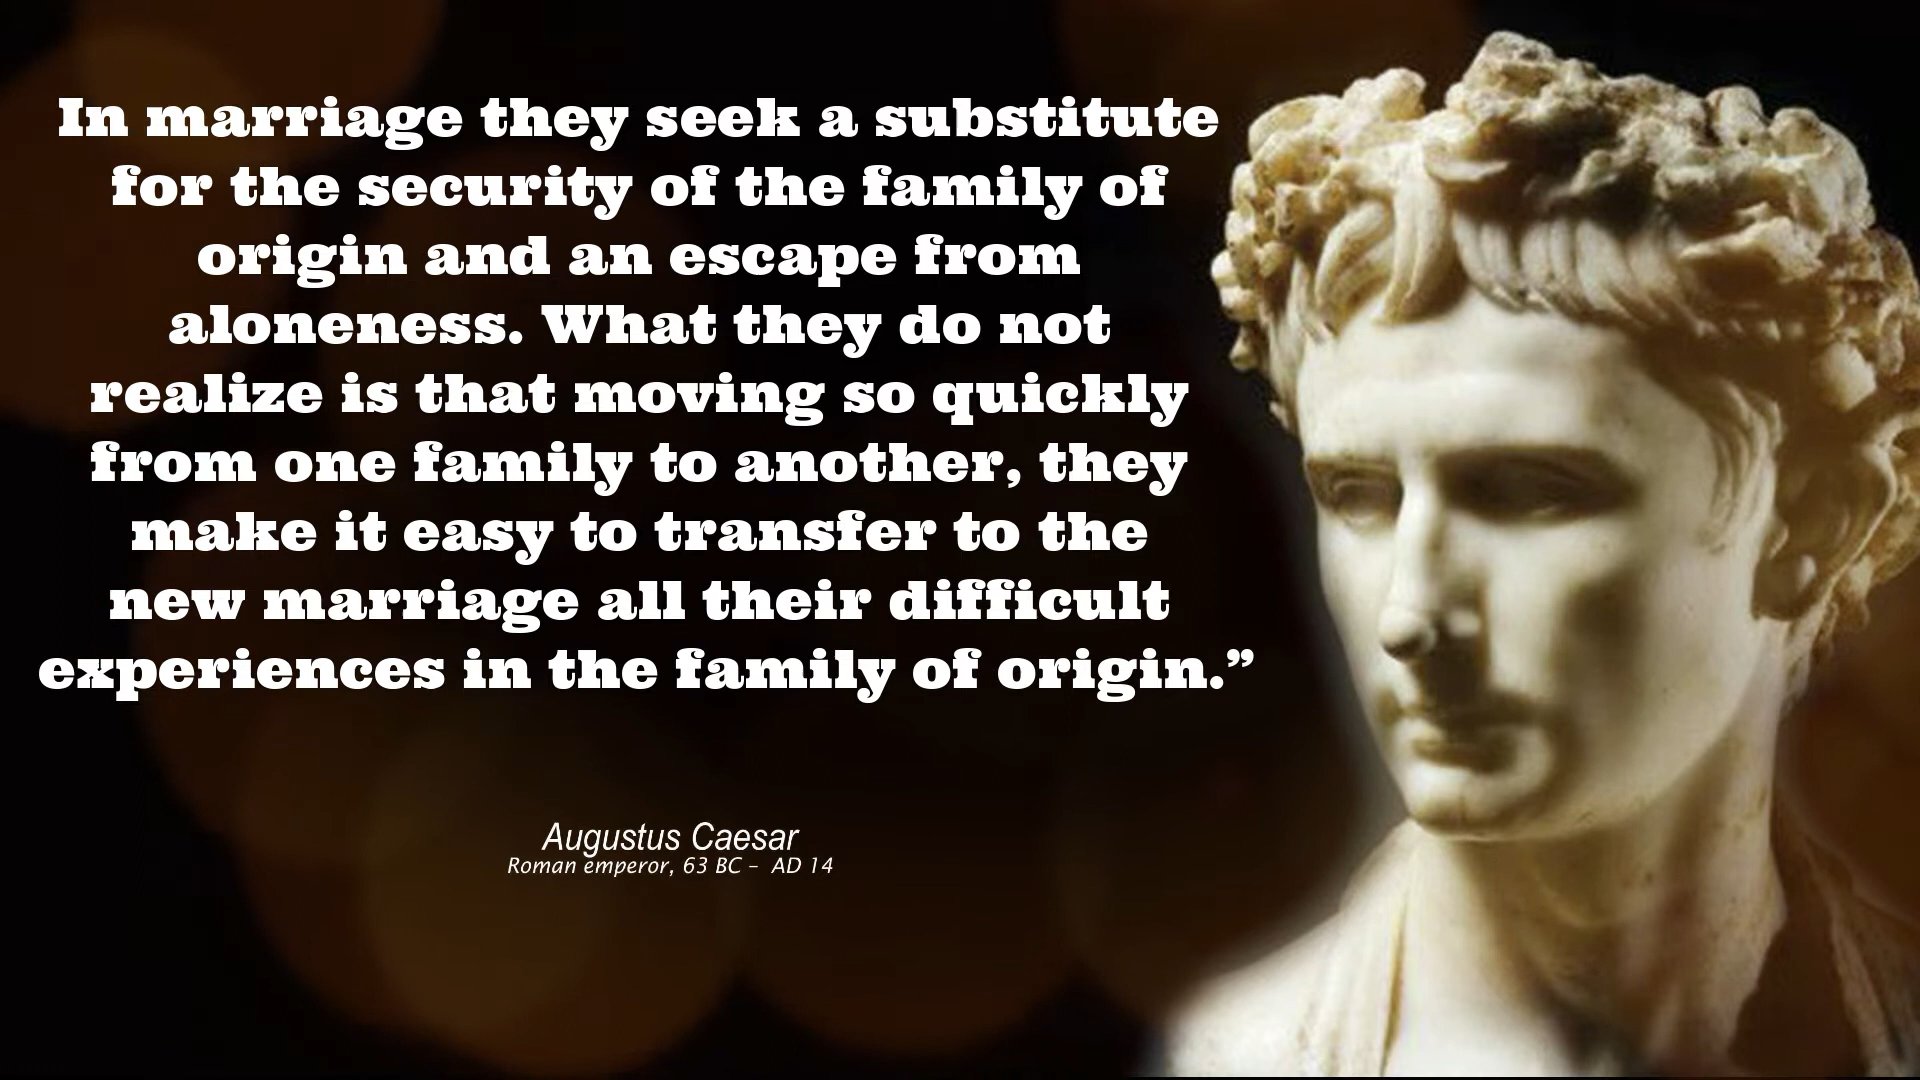 In marriage they seek a substitute
for the security of the family of
origin and an escape from
aloneness. What they do not
realize is that moving so quickly
from one family to another, they
make it easy to transfer to the
new marriage all their difficult
experiences in the family of origin.”
Augustus Caesar
Roman emperor, 63 BC – AD 14